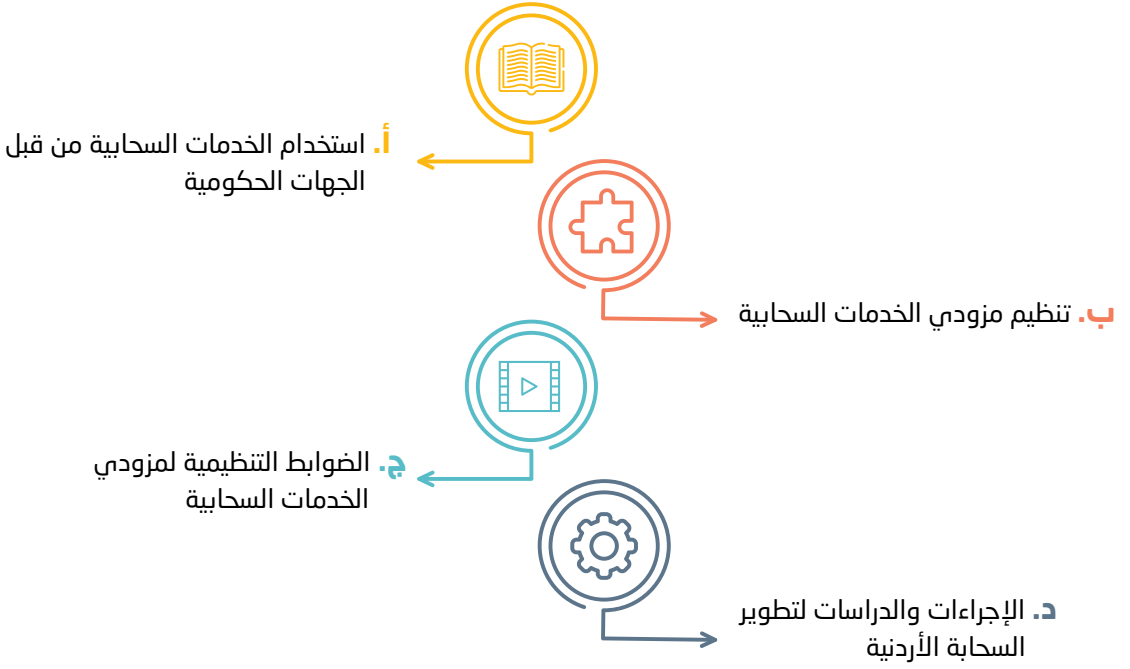 أ. استخدام الخدمات السحابية من قبل
الجهات الحكومية
ب. تنظيم مزودي الخدمات السحابية
ج. الضوابط التنظيمية لمزودي
الخدمات السحابية
د. الإجراءات والدراسات لتطوير
السحابة الأردنية